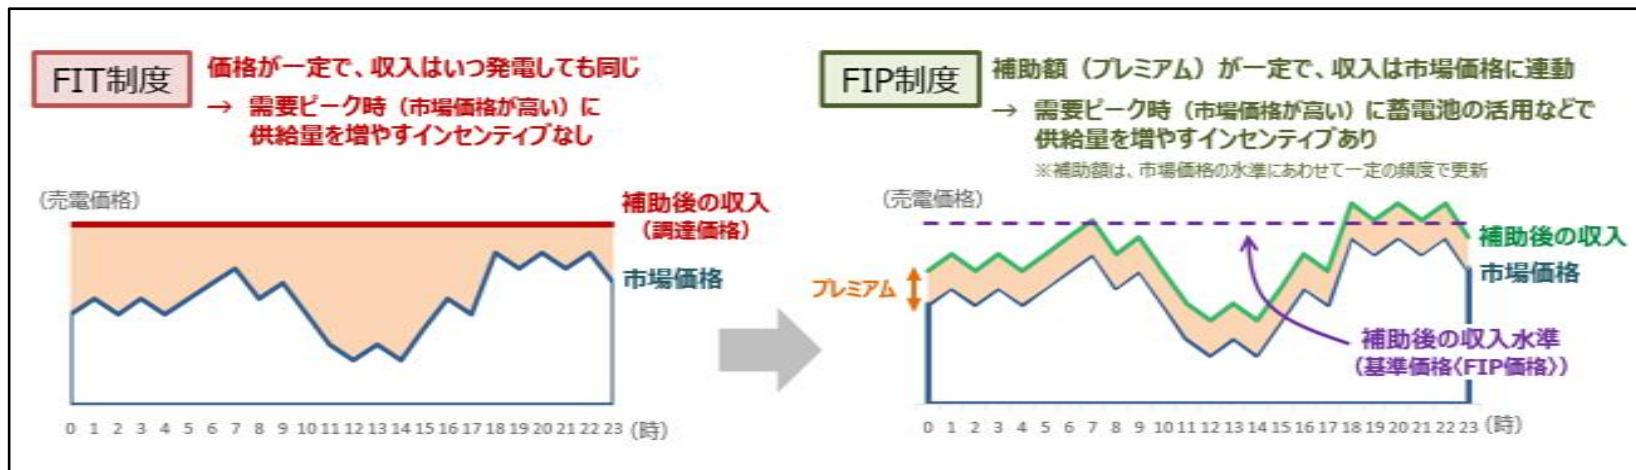 FIT制度
価格が一定で、収入はいつ発電しても同じ
→ 需要ピーク時（市場価格が高い）に
供給量を増やすインセンティブなし
（売電価格）
補助後の収入
（調達価格）
市場価格
0 1 2 3 4 5 6 7 8 9 10 11 12 13 14 15 16 17 18 19 20 21 22 23 （時）
FIP制度
補助額（プレミアム）が一定で、収入は市場価格に連動
→ 需要ピーク時（市場価格が高い）に蓄電池の活用などで
供給量を増やすインセンティブあり
※補助額は、市場価格の水準にあわせて一定の頻度で更新
（売電価格）
補助後の収入
市場価格
プレミアム
補助後の収入水準
（基準価格〈FIP価格〉）
0 1 2 3 4 5 6 7 8 9 10 11 12 13 14 15 16 17 18 19 20 21 22 23 （時）